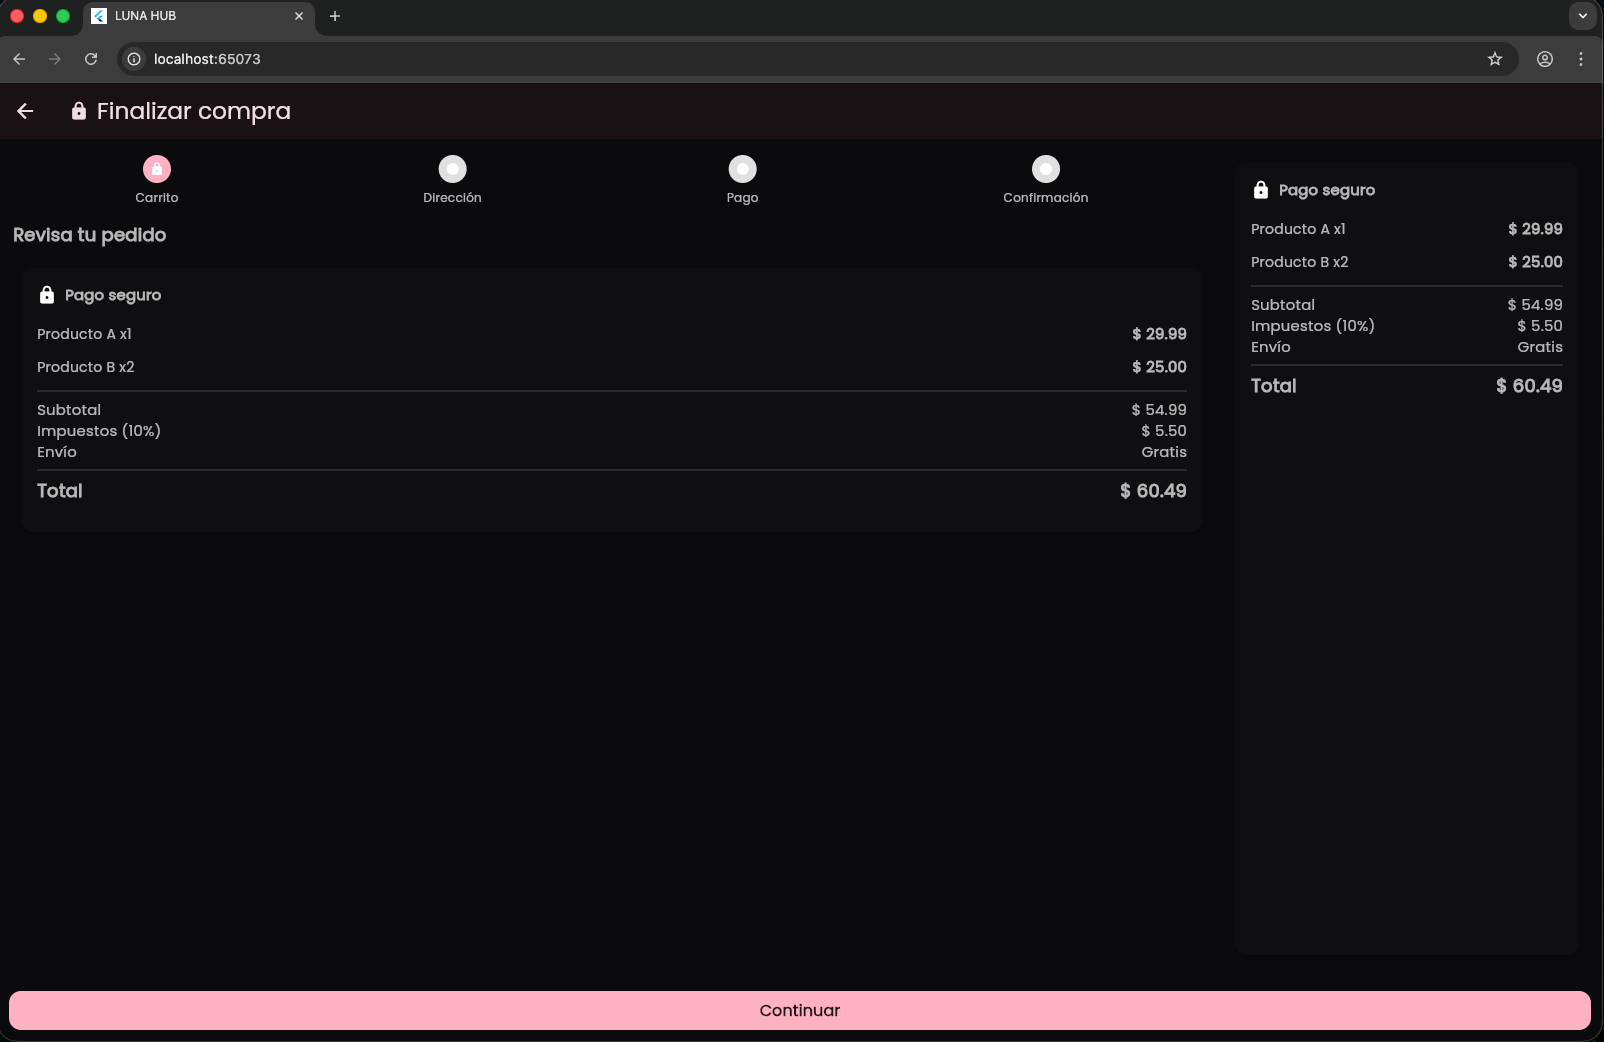 LUNA HUB
localhost:65073
Finalizar compra
Carrito
Dirección
Pago
Confirmación
Revisa tu pedido
Pago seguro
Producto A x1 $ 29.99
Producto B x2 $ 25.00
Subtotal $ 54.99
Impuestos (10%) $ 5.50
Envío Gratis
Total $ 60.49
Pago seguro
Producto A x1 $ 29.99
Producto B x2 $ 25.00
Subtotal $ 54.99
Impuestos (10%) $ 5.50
Envío Gratis
Total $ 60.49
Continuar